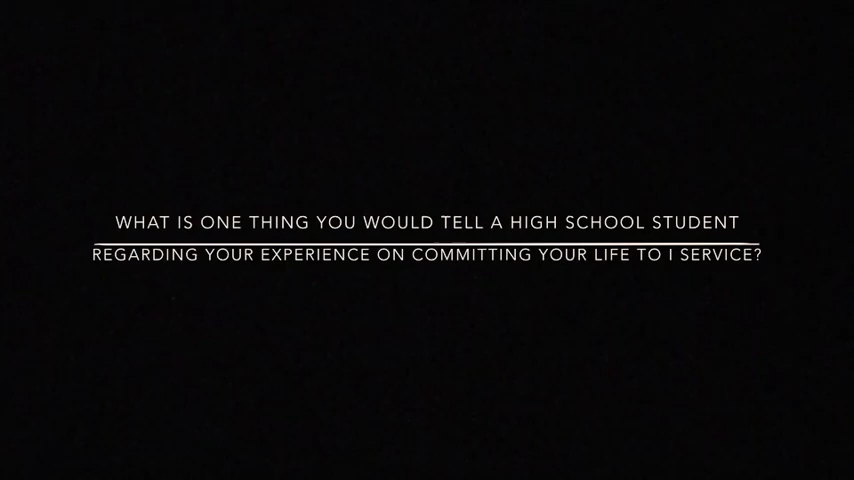 WHAT IS ONE THING YOU WOULD TELL A HIGH SCHOOL STUDENT
REGARDING YOUR EXPERIENCE ON COMMITTING YOUR LIFE TO I SERVICE?